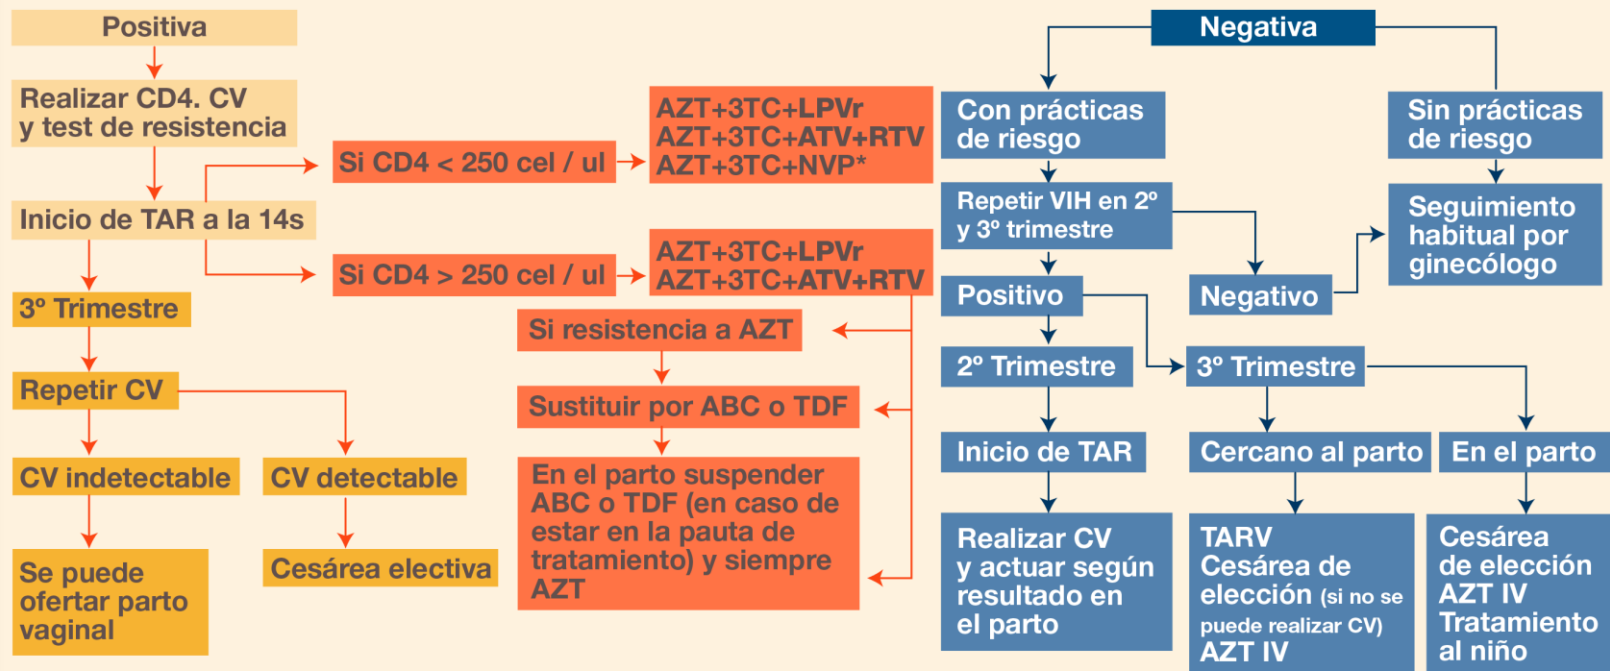 Positiva
Realizar CD4. CV
y test de resistencia
Inicio de TAR a la 14s
Si CD4 < 250 cel / ul
AZT+3TC+LPVr
AZT+3TC+ATV+RTV
AZT+3TC+NVP*
Si CD4 > 250 cel / ul
AZT+3TC+LPVr
AZT+3TC+ATV+RTV
3º Trimestre
Repetir CV
CV indetectable
CV detectable
Se puede
ofertar parto
vaginal
Cesárea electiva
Si resistencia a AZT
Sustituir por ABC o TDF
En el parto suspender
ABC o TDF (en caso de
estar en la pauta de
tratamiento) y siempre
AZT
Negativa
Con prácticas
de riesgo
Sin prácticas
de riesgo
Repetir VIH en 2º
y 3º trimestre
Seguimiento
habitual por
ginecólogo
Positivo
Negativo
2º Trimestre
3º Trimestre
Inicio de TAR
Cercano al parto
En el parto
Realizar CV
y actuar según
resultado en
el parto
TARV
Cesárea de
elección (si no se
puede realizar CV)
AZT IV
Cesárea
de elección
AZT IV
Tratamiento
al niño